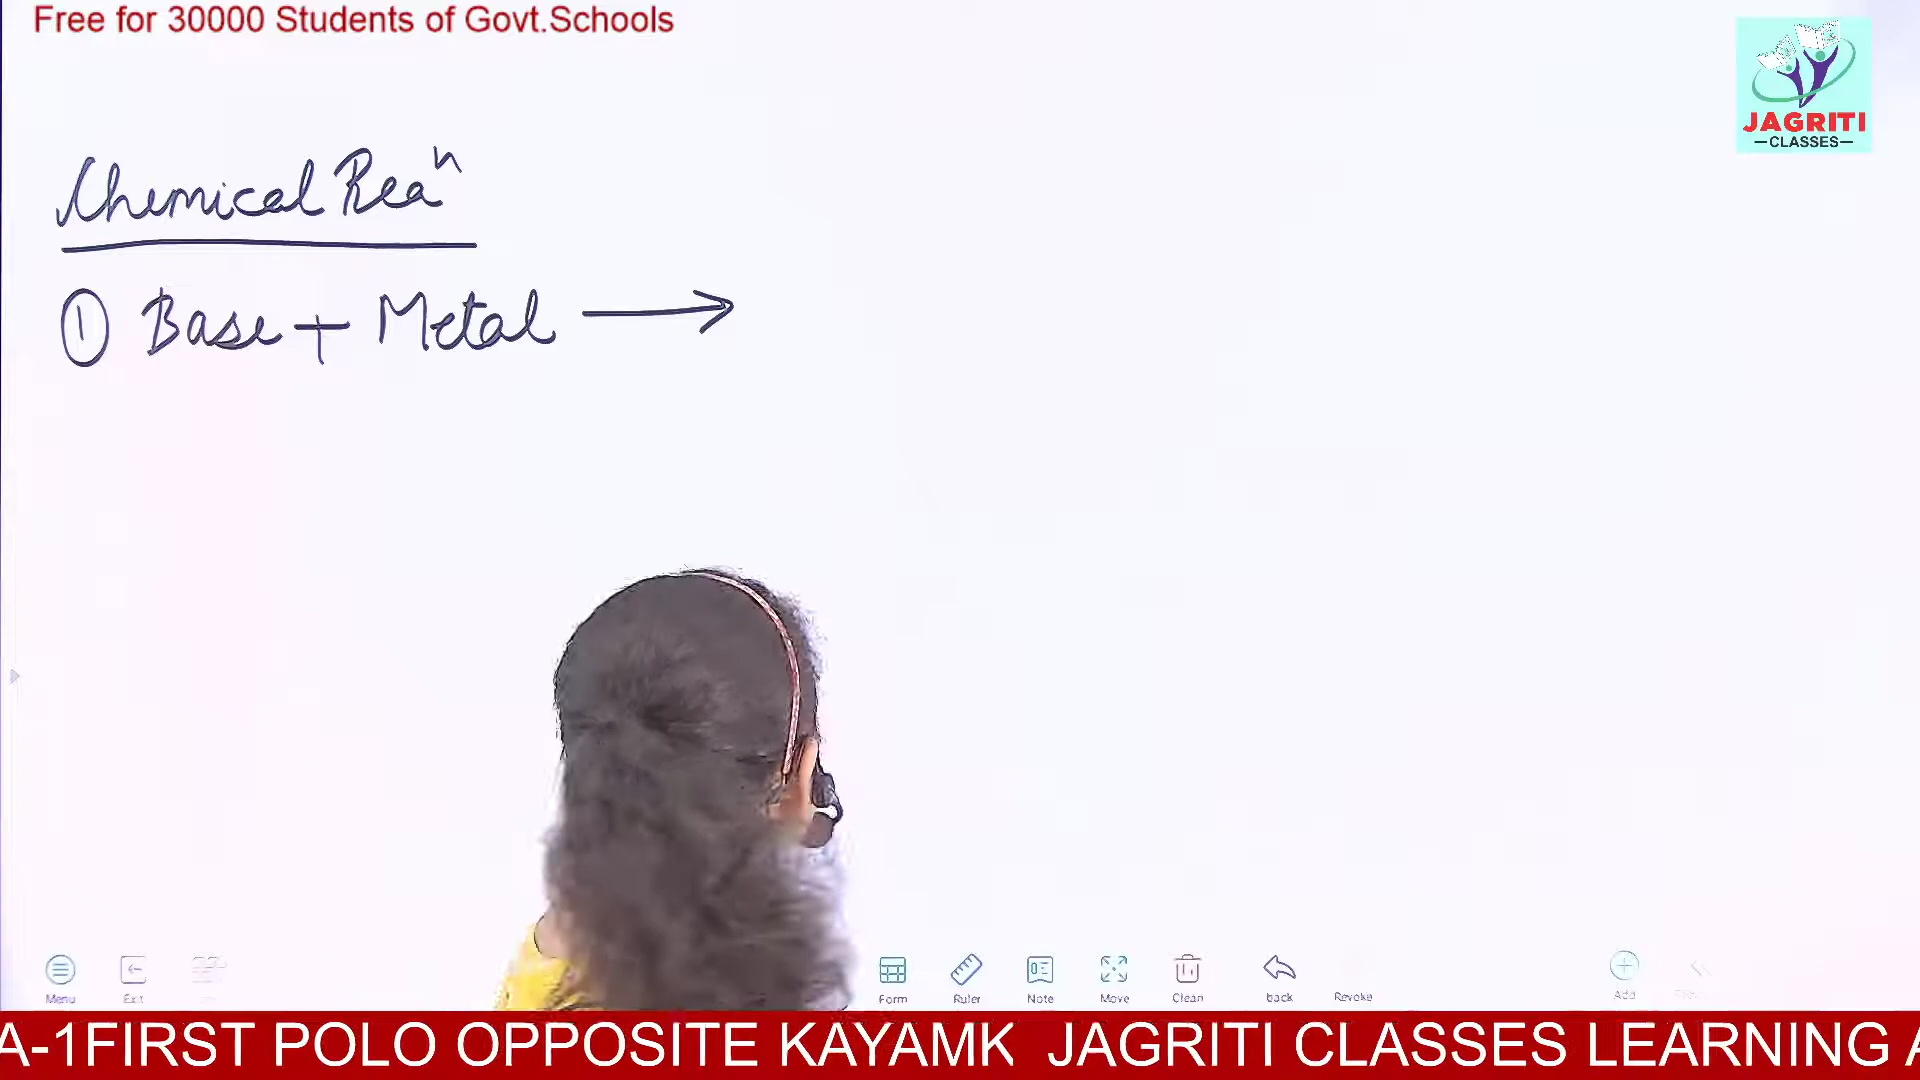 Free for 30000 Students of Govt.Schools
JAGRITI
—CLASSES—
Chemical Reaⁿ
① Base + Metal ⟶
Menu
Exit
Form
Ruler
Note
Move
Clean
back
Revoke
Add
A-1FIRST POLO OPPOSITE KAYAMK JAGRITI CLASSES LEARNING A